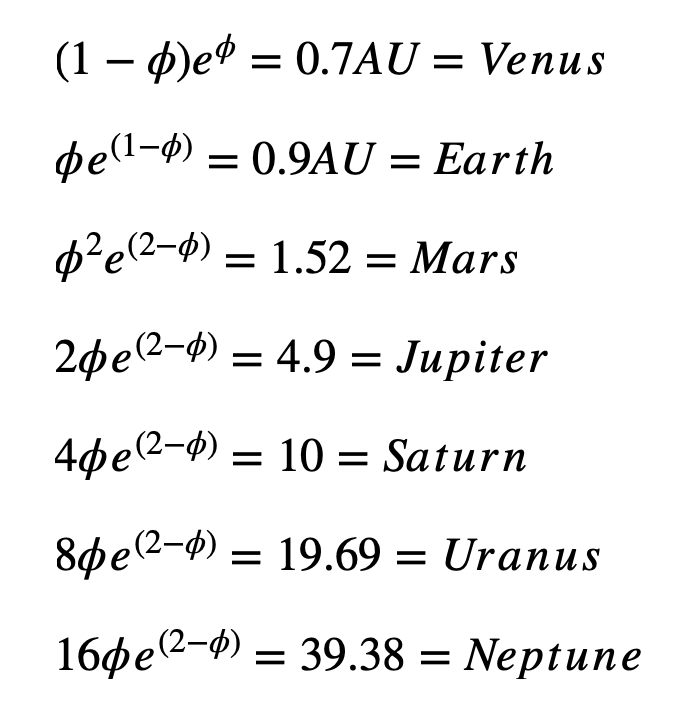 (1 − ϕ)e^ϕ = 0.7AU = Venus
ϕe^(1−ϕ) = 0.9AU = Earth
ϕ²e^(2−ϕ) = 1.52 = Mars
2ϕe^(2−ϕ) = 4.9 = Jupiter
4ϕe^(2−ϕ) = 10 = Saturn
8ϕe^(2−ϕ) = 19.69 = Uranus
16ϕe^(2−ϕ) = 39.38 = Neptune